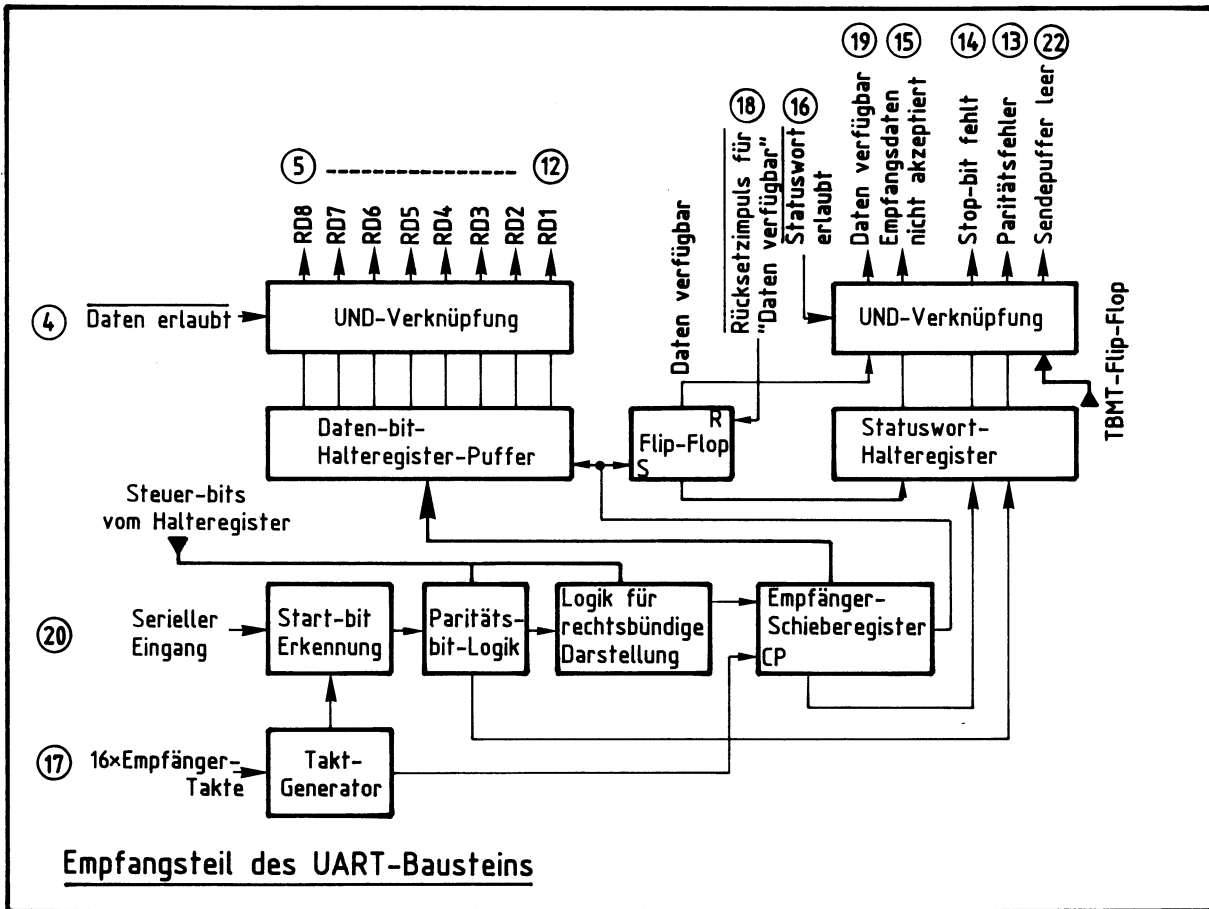 19
15
14
13
22
18
16
Daten verfügbar
Empfangsdaten
nicht akzeptiert
Stop-bit fehlt
Paritätsfehler
Sendepuffer leer
Rücksetzimpuls für
"Daten verfügbar"
Statuswort
erlaubt
Daten verfügbar
5 ---------------- 12
RD8 RD7 RD6 RD5 RD4 RD3 RD2 RD1
4 Daten erlaubt
UND-Verknüpfung
UND-Verknüpfung
TBMT-Flip-Flop
Daten-bit-
Halteregister-Puffer
R
Flip-Flop
S
Statuswort-
Halteregister
Steuer-bits
vom Halteregister
20
Serieller
Eingang
Start-bit
Erkennung
Paritäts-
bit-Logik
Logik für
rechtsbündige
Darstellung
Empfänger-
Schieberegister
CP
17
16×Empfänger-
Takte
Takt-
Generator
Empfangsteil des UART-Bausteins